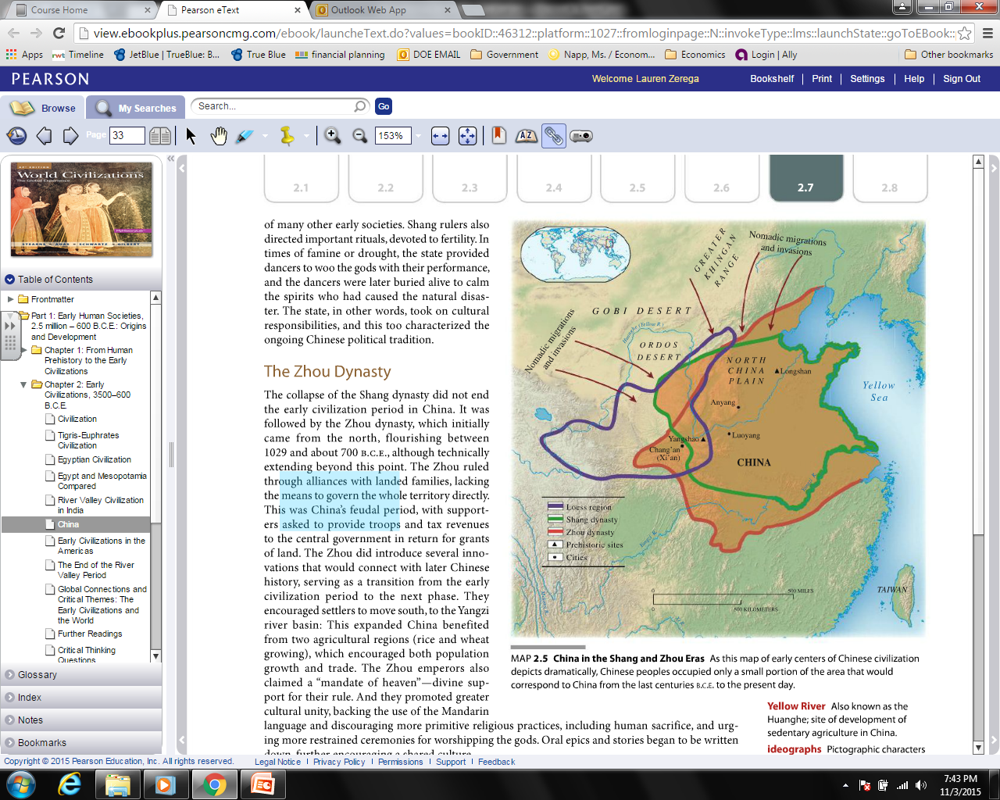 Course Home
Pearson eText
Outlook Web App
view.ebookplus.pearsoncmg.com/ebook/launcheText.do?values=bookID::46312::platform::1027::fromloginpage::N::invokeType::lms::launchState::goToEBook::
Apps
Timeline
JetBlue | TrueBlue: B...
True Blue
financial planning
DOE EMAIL
Government
Napp, Ms. / Econom...
Economics
Login | Ally
Other bookmarks
PEARSON
Welcome Lauren Zerega
Bookshelf | Print | Settings | Help | Sign Out
Browse
My Searches
Search...
Go
Page 33
153%
A Z
World Civilizations
The Global Experience
STEARNS ADAS SCHWARTZ GILBERT
Table of Contents
Frontmatter
Part 1: Early Human Societies,
2.5 million – 600 B.C.E.: Origins
and Development
Chapter 1: From Human
Prehistory to the Early
Civilizations
Chapter 2: Early
Civilizations, 3500–600
B.C.E.
Civilization
Tigris-Euphrates
Civilization
Egyptian Civilization
Egypt and Mesopotamia
Compared
River Valley Civilization
in India
China
Early Civilizations in the
Americas
The End of the River
Valley Period
Global Connections and
Critical Themes: The
Early Civilizations and
the World
Further Readings
Critical Thinking
Questions
Glossary
Index
Notes
Bookmarks
2.1
2.2
2.3
2.4
2.5
2.6
2.7
2.8
of many other early societies. Shang rulers also
directed important rituals, devoted to fertility. In
times of famine or drought, the state provided
dancers to woo the gods with their performance,
and the dancers were later buried alive to calm
the spirits who had caused the natural disas-
ter. The state, in other words, took on cultural
responsibilities, and this too characterized the
ongoing Chinese political tradition.
The Zhou Dynasty
The collapse of the Shang dynasty did not end
the early civilization period in China. It was
followed by the Zhou dynasty, which initially
came from the north, flourishing between
1029 and about 700 B.C.E., although technically
extending beyond this point. The Zhou ruled
through alliances with landed families, lacking
the means to govern the whole territory directly.
This was China's feudal period, with support-
ers asked to provide troops and tax revenues
to the central government in return for grants
of land. The Zhou did introduce several inno-
vations that would connect with later Chinese
history, serving as a transition from the early
civilization period to the next phase. They
encouraged settlers to move south, to the Yangzi
river basin: This expanded China benefited
from two agricultural regions (rice and wheat
growing), which encouraged both population
growth and trade. The Zhou emperors also
claimed a “mandate of heaven”—divine sup-
port for their rule. And they promoted greater
cultural unity, backing the use of the Mandarin
language and discouraging more primitive religious practices, including human sacrifice, and urg-
ing more restrained ceremonies for worshipping the gods. Oral epics and stories began to be written
down, further encouraging a shared culture.
GREATER
KHINGAN
RANGE
Nomadic migrations
and invasions
GOBI DESERT
Huanghe (Yellow R.)
ORDOS
DESERT
Nomadic migrations
and invasions
NORTH
CHINA
PLAIN
Longshan
Yellow
Sea
Anyang
Luoyang
Yangshao
Chang'an
(Xi'an)
CHINA
Loess region
Shang dynasty
Zhou dynasty
Prehistoric sites
Cities
0 500 MILES
0 500 KILOMETERS
TAIWAN
MAP 2.5 China in the Shang and Zhou Eras As this map of early centers of Chinese civilization
depicts dramatically, Chinese peoples occupied only a small portion of the area that would
correspond to China from the last centuries B.C.E. to the present day.
Yellow River Also known as the
Huanghe; site of development of
sedentary agriculture in China.
ideographs Pictographic characters
Copyright © 2015 Pearson Education, Inc. All rights reserved.
Legal Notice | Privacy Policy | Permissions | Support | Feedback
7:43 PM
11/3/2015